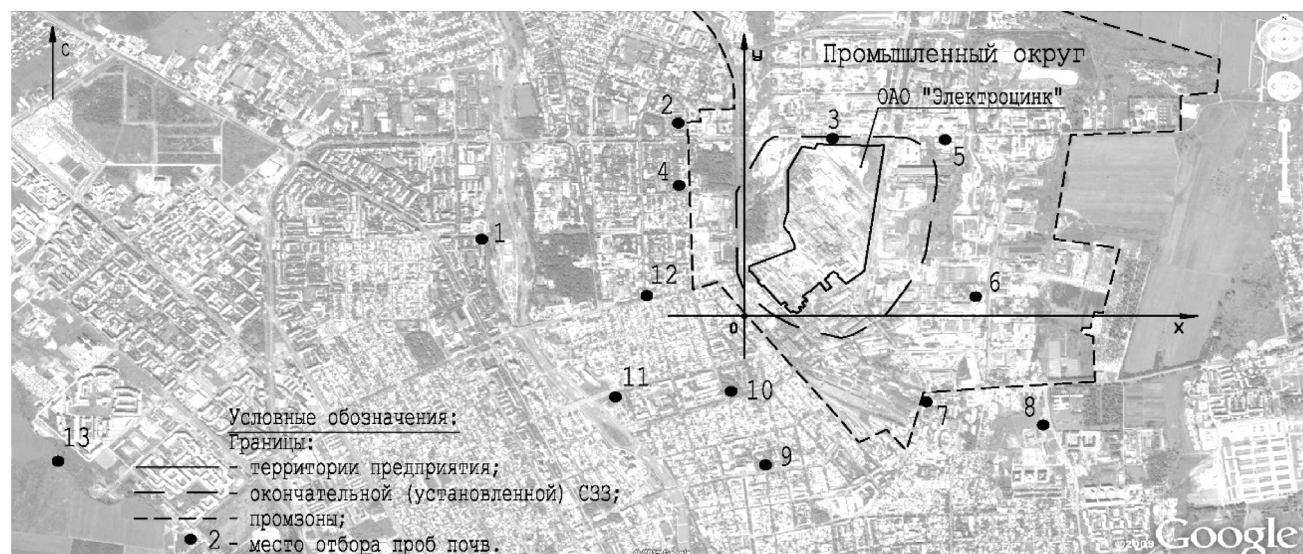 С
у
Промышленный округ
ОАО "Электроцинк"
2
3
5
4
1
12
6
0
х
11
10
7
8
9
13
Условные обозначения:
Границы:
- территории предприятия;
- окончательной (установленной) СЗЗ;
- промзоны;
2 - место отбора проб почв.
©2009 Google